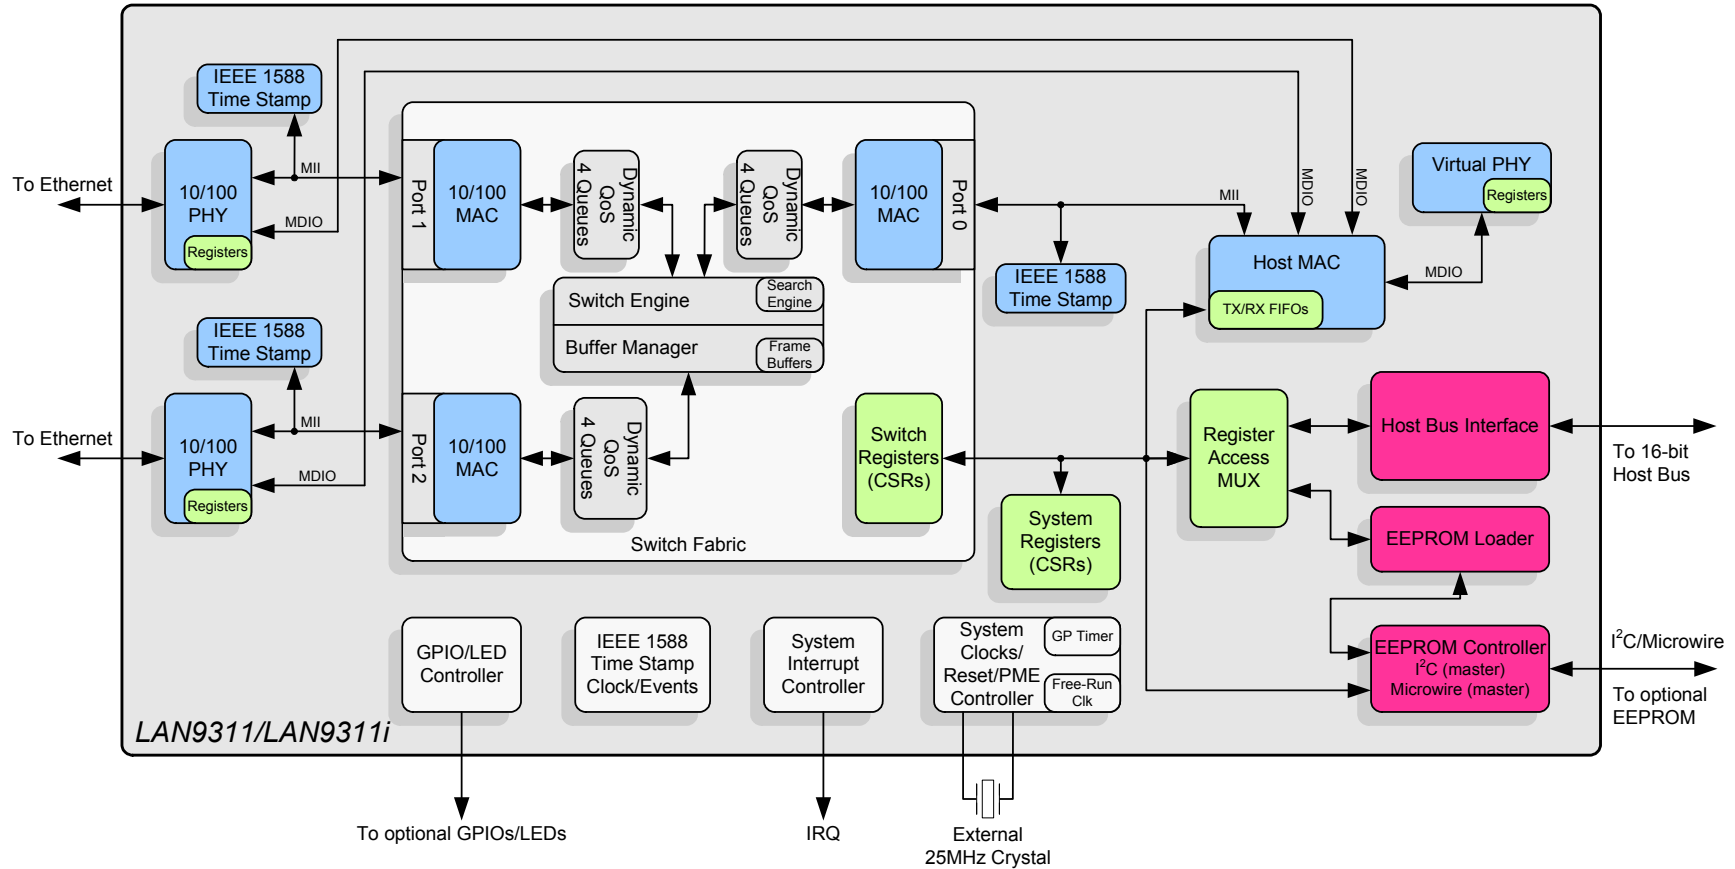 IEEE 1588
Time Stamp
To Ethernet
10/100
PHY
Registers
MII
MDIO
Port 1
10/100
MAC
Dynamic
QoS
4 Queues
Dynamic
QoS
4 Queues
10/100
MAC
Port 0
MII
MDIO
MDIO
Virtual PHY
Registers
Host MAC
TX/RX FIFOs
MDIO
IEEE 1588
Time Stamp
Switch Engine
Search
Engine
Buffer Manager
Frame
Buffers
IEEE 1588
Time Stamp
To Ethernet
10/100
PHY
Registers
MII
MDIO
Port 2
10/100
MAC
Dynamic
QoS
4 Queues
Switch
Registers
(CSRs)
Switch Fabric
System
Registers
(CSRs)
Register
Access
MUX
Host Bus Interface
To 16-bit
Host Bus
EEPROM Loader
EEPROM Controller
I²C (master)
Microwire (master)
I²C/Microwire
To optional
EEPROM
GPIO/LED
Controller
IEEE 1588
Time Stamp
Clock/Events
System
Interrupt
Controller
System
Clocks/
Reset/PME
Controller
GP Timer
Free-Run
Clk
LAN9311/LAN9311i
To optional GPIOs/LEDs
IRQ
External
25MHz Crystal